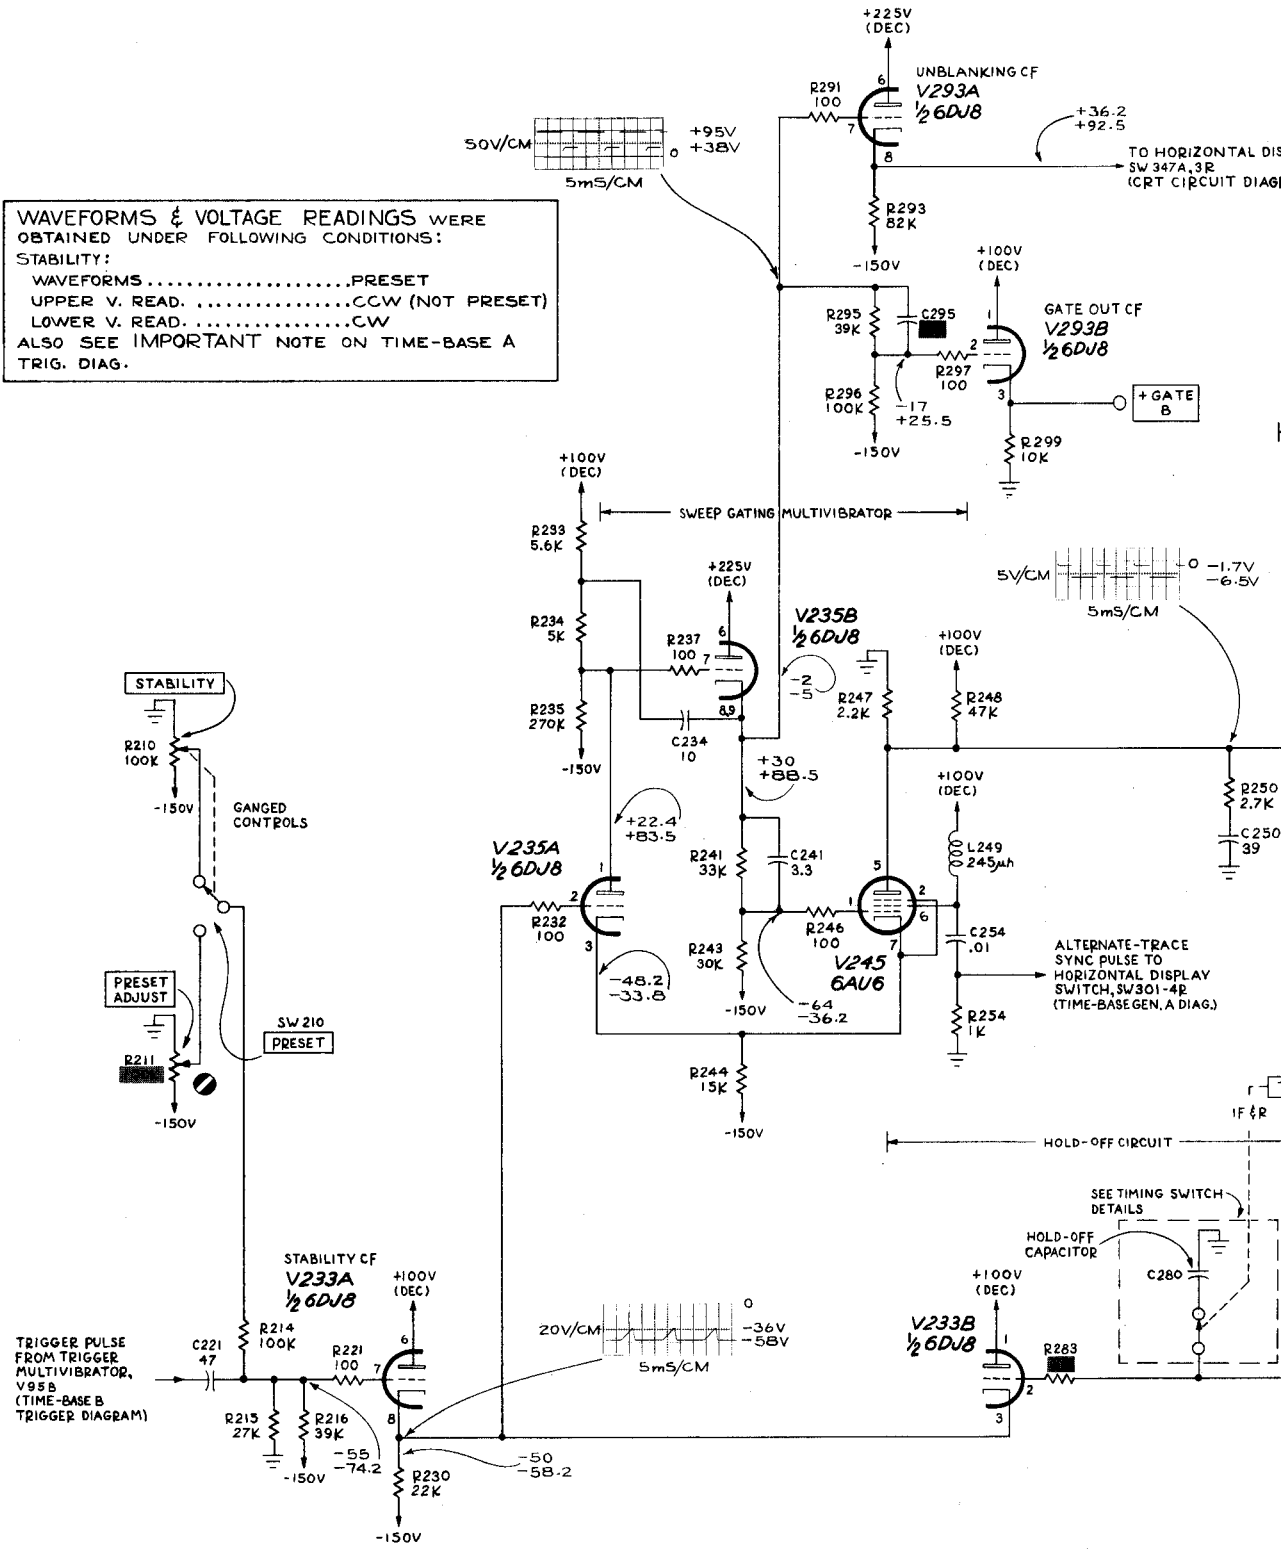 +225V
(DEC)
UNBLANKING CF
V293A
½6DJ8
R291
100
6
7
8
50V/CM
+95V
0
+38V
5mS/CM
+36.2
+92.5
TO HORIZONTAL DIS
SW 347A, 3R
(CRT CIRCUIT DIAG
R293
82K
-150V
WAVEFORMS & VOLTAGE READINGS WERE
OBTAINED UNDER FOLLOWING CONDITIONS:
STABILITY:
WAVEFORMS ................... PRESET
UPPER V. READ. ............... CCW (NOT PRESET)
LOWER V. READ. ............... CW
ALSO SEE IMPORTANT NOTE ON TIME-BASE A
TRIG. DIAG.
+100V
(DEC)
R295
39K
C295
GATE OUT CF
V293B
½6DJ8
1
2
3
R297
100
R296
100K
-17
+25.5
-150V
+GATE
B
R299
10K
+100V
(DEC)
SWEEP GATING MULTIVIBRATOR
R233
5.6K
+225V
(DEC)
5V/CM
0
-1.7V
-6.5V
5mS/CM
R234
5K
R237
100
6
7
8,9
V235B
½6DJ8
+100V
(DEC)
-2
-5
R247
2.2K
R248
47K
STABILITY
R210
100K
-150V
R235
270K
-150V
C234
10
+30
+88.5
+100V
(DEC)
R250
2.7K
C250
39
GANGED
CONTROLS
+22.4
+83.5
V235A
½6DJ8
1
2
3
R232
100
R241
33K
C241
3.3
L249
245µh
5
1
2
6
7
R246
100
V245
6AU6
C254
.01
R243
30K
-150V
-48.2
-33.8
-64
-36.2
ALTERNATE-TRACE
SYNC PULSE TO
HORIZONTAL DISPLAY
SWITCH, SW301-4R
(TIME-BASE GEN. A DIAG.)
R254
1K
PRESET
ADJUST
SW 210
PRESET
R211
-150V
R244
15K
-150V
1F & R
HOLD-OFF CIRCUIT
SEE TIMING SWITCH
DETAILS
HOLD-OFF
CAPACITOR
C280
STABILITY CF
V233A
½6DJ8
+100V
(DEC)
20V/CM
0
-36V
-58V
5mS/CM
+100V
(DEC)
V233B
½6DJ8
1
2
3
R283
TRIGGER PULSE
FROM TRIGGER
MULTIVIBRATOR,
V95B
(TIME-BASE B
TRIGGER DIAGRAM)
C221
47
R214
100K
R221
100
6
7
8
R215
27K
R216
39K
-150V
-55
-74.2
-50
-58.2
R230
22K
-150V